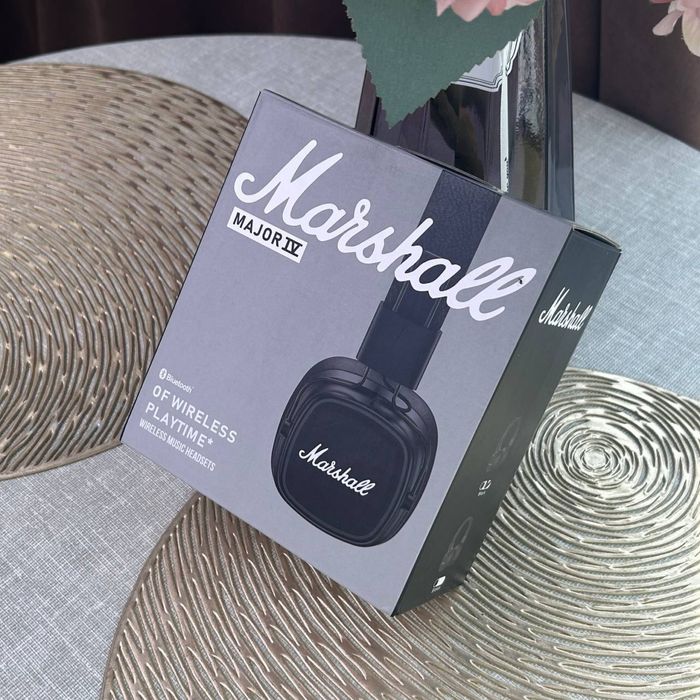 Marshall
MAJOR IV
Bluetooth
OF WIRELESS
PLAYTIME*
WIRELESS MUSIC HEADSETS
Marshall
Marshall